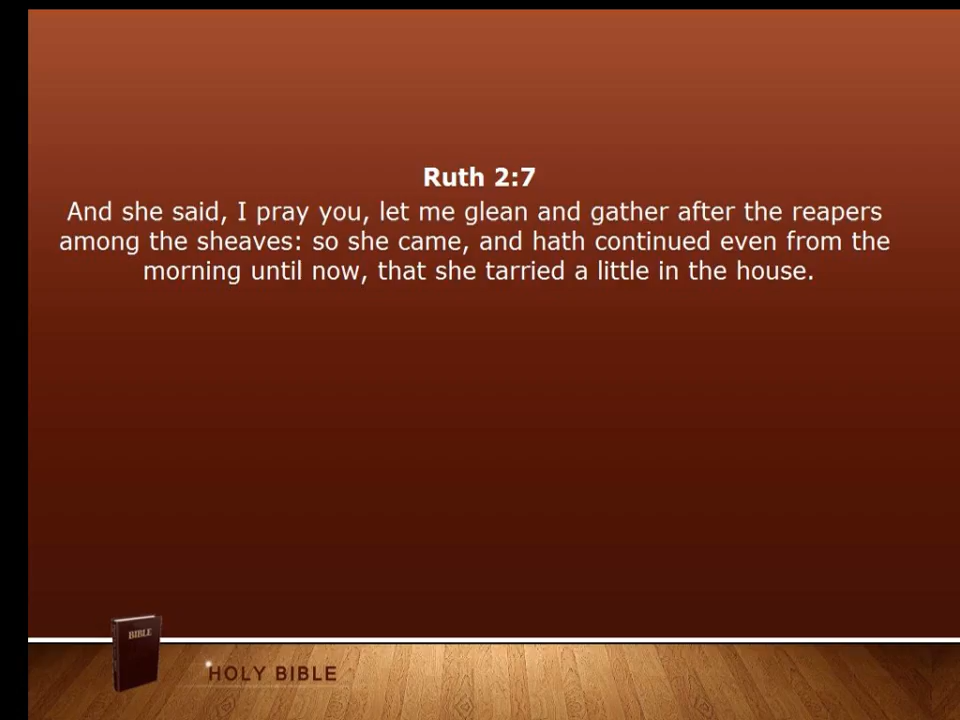 Ruth 2:7
And she said, I pray you, let me glean and gather after the reapers
among the sheaves: so she came, and hath continued even from the
morning until now, that she tarried a little in the house.
BIBLE
HOLY BIBLE